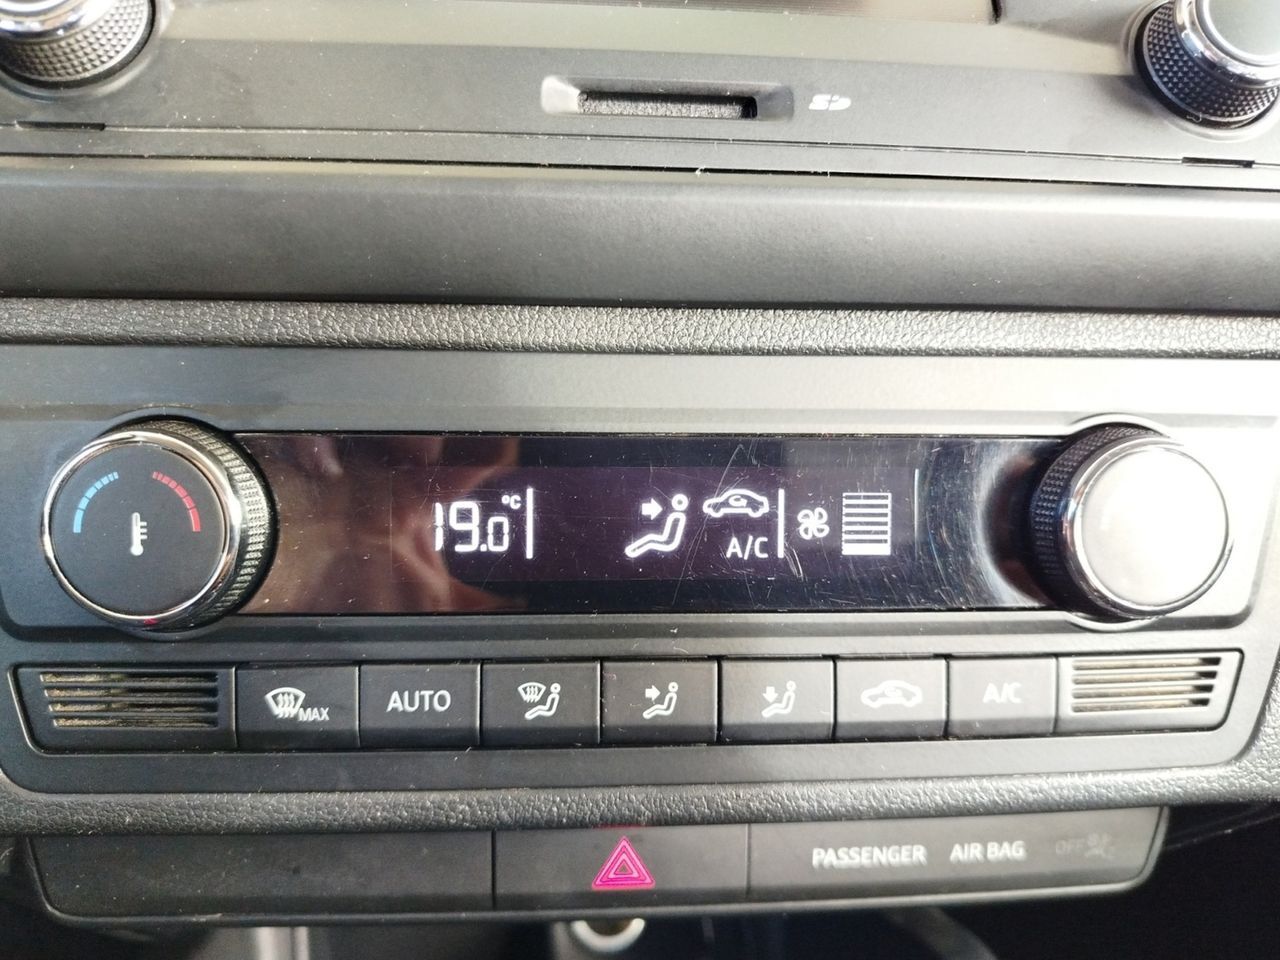 SD
19.0 °C
A/C
MAX
AUTO
A/C
PASSENGER AIR BAG OFF